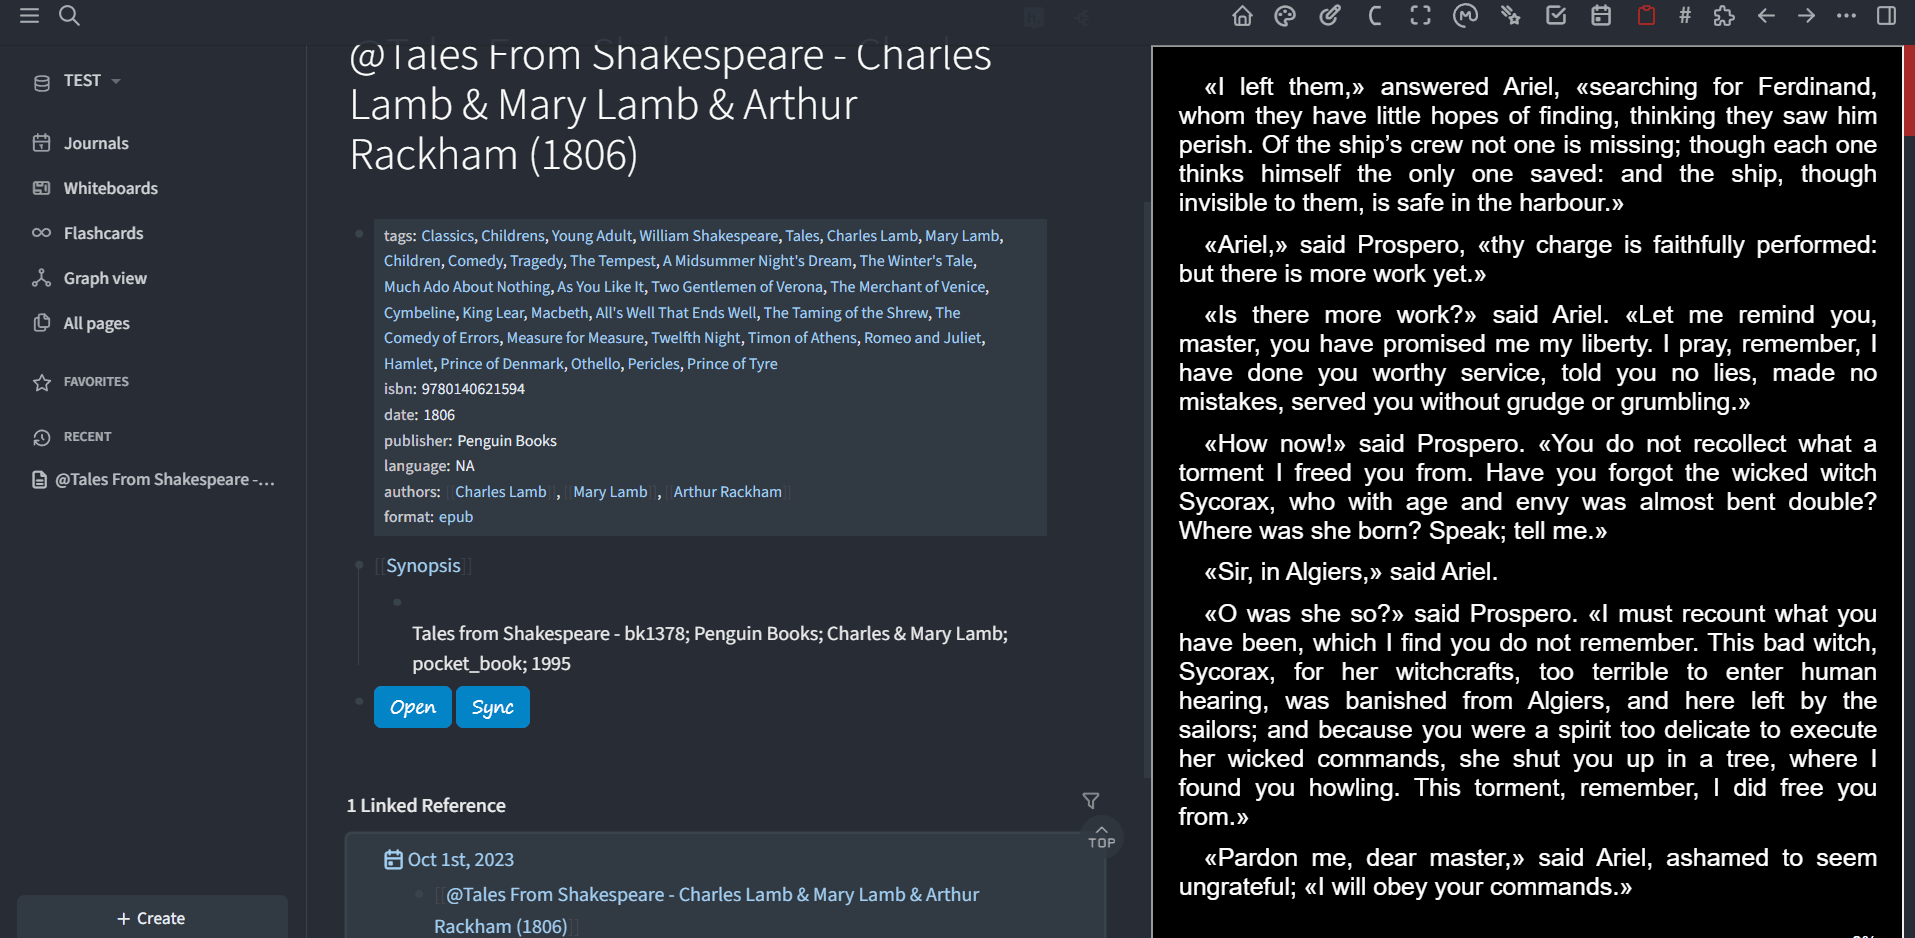 TEST
Journals
Whiteboards
Flashcards
Graph view
All pages
FAVORITES
RECENT
@Tales From Shakespeare -...
+ Create
@Tales From Shakespeare - Charles
Lamb & Mary Lamb & Arthur
Rackham (1806)
tags: Classics, Childrens, Young Adult, William Shakespeare, Tales, Charles Lamb, Mary Lamb,
Children, Comedy, Tragedy, The Tempest, A Midsummer Night's Dream, The Winter's Tale,
Much Ado About Nothing, As You Like It, Two Gentlemen of Verona, The Merchant of Venice,
Cymbeline, King Lear, Macbeth, All's Well That Ends Well, The Taming of the Shrew, The
Comedy of Errors, Measure for Measure, Twelfth Night, Timon of Athens, Romeo and Juliet,
Hamlet, Prince of Denmark, Othello, Pericles, Prince of Tyre
isbn: 9780140621594
date: 1806
publisher: Penguin Books
language: NA
authors: [[Charles Lamb]], [[Mary Lamb]], [[Arthur Rackham]]
format: epub
[[Synopsis]]
Tales from Shakespeare - bk1378; Penguin Books; Charles & Mary Lamb;
pocket_book; 1995
Open Sync
1 Linked Reference
TOP
Oct 1st, 2023
[[@Tales From Shakespeare - Charles Lamb & Mary Lamb & Arthur
Rackham (1806)]]
«I left them,» answered Ariel, «searching for Ferdinand,
whom they have little hopes of finding, thinking they saw him
perish. Of the ship’s crew not one is missing; though each one
thinks himself the only one saved: and the ship, though
invisible to them, is safe in the harbour.»
«Ariel,» said Prospero, «thy charge is faithfully performed:
but there is more work yet.»
«Is there more work?» said Ariel. «Let me remind you,
master, you have promised me my liberty. I pray, remember, I
have done you worthy service, told you no lies, made no
mistakes, served you without grudge or grumbling.»
«How now!» said Prospero. «You do not recollect what a
torment I freed you from. Have you forgot the wicked witch
Sycorax, who with age and envy was almost bent double?
Where was she born? Speak; tell me.»
«Sir, in Algiers,» said Ariel.
«O was she so?» said Prospero. «I must recount what you
have been, which I find you do not remember. This bad witch,
Sycorax, for her witchcrafts, too terrible to enter human
hearing, was banished from Algiers, and here left by the
sailors; and because you were a spirit too delicate to execute
her wicked commands, she shut you up in a tree, where I
found you howling. This torment, remember, I did free you
from.»
«Pardon me, dear master,» said Ariel, ashamed to seem
ungrateful; «I will obey your commands.»